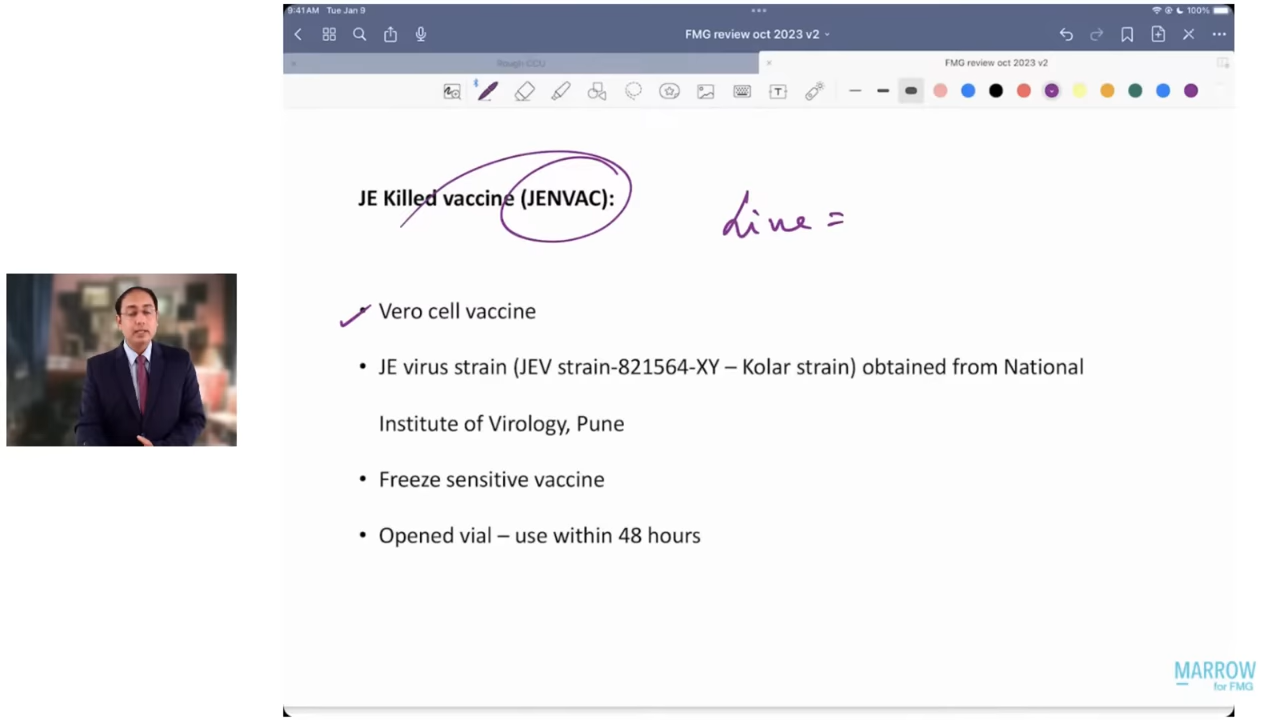 9:41 AM Tue Jan 9
100%
FMG review oct 2023 v2
Rough CCU
FMG review oct 2023 v2
T
JE Killed vaccine (JENVAC):
Live =
• Vero cell vaccine
• JE virus strain (JEV strain-821564-XY – Kolar strain) obtained from National
Institute of Virology, Pune
• Freeze sensitive vaccine
• Opened vial – use within 48 hours
MARROW
for FMG